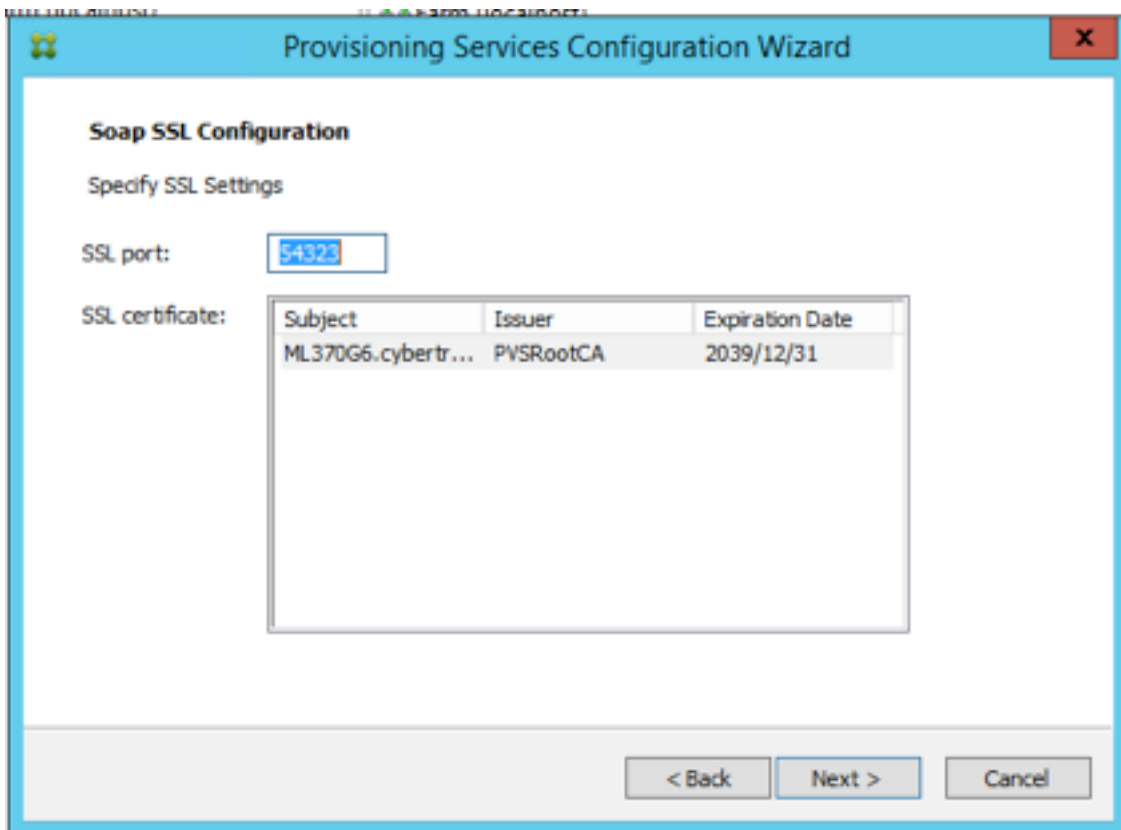 Provisioning Services Configuration Wizard
x
Soap SSL Configuration
Specify SSL Settings
SSL port: 54323
SSL certificate:
Subject Issuer Expiration Date
ML370G6.cybertr... PVSRootCA 2039/12/31
< Back Next > Cancel